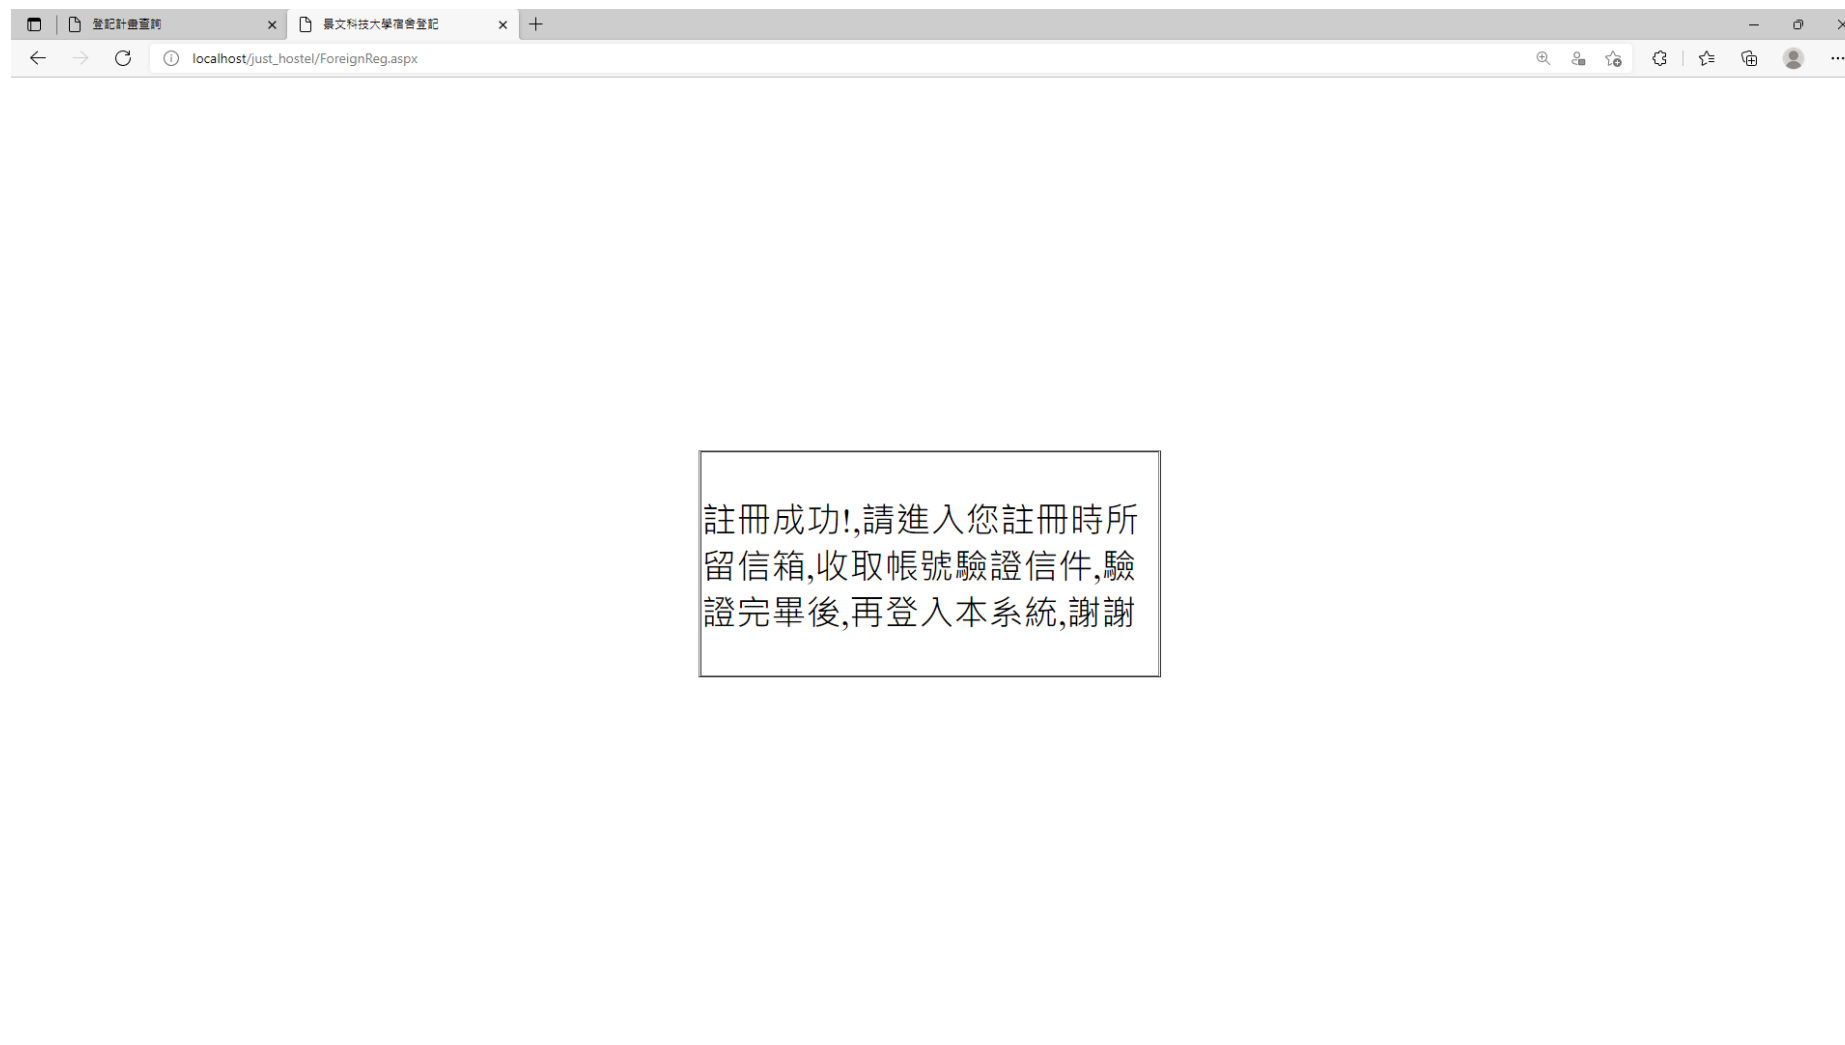 登記計畫查詢
景文科技大學宿舍登記
localhost/just_hostel/ForeignReg.aspx
註冊成功!,請進入您註冊時所
留信箱,收取帳號驗證信件,驗
證完畢後,再登入本系統,謝謝